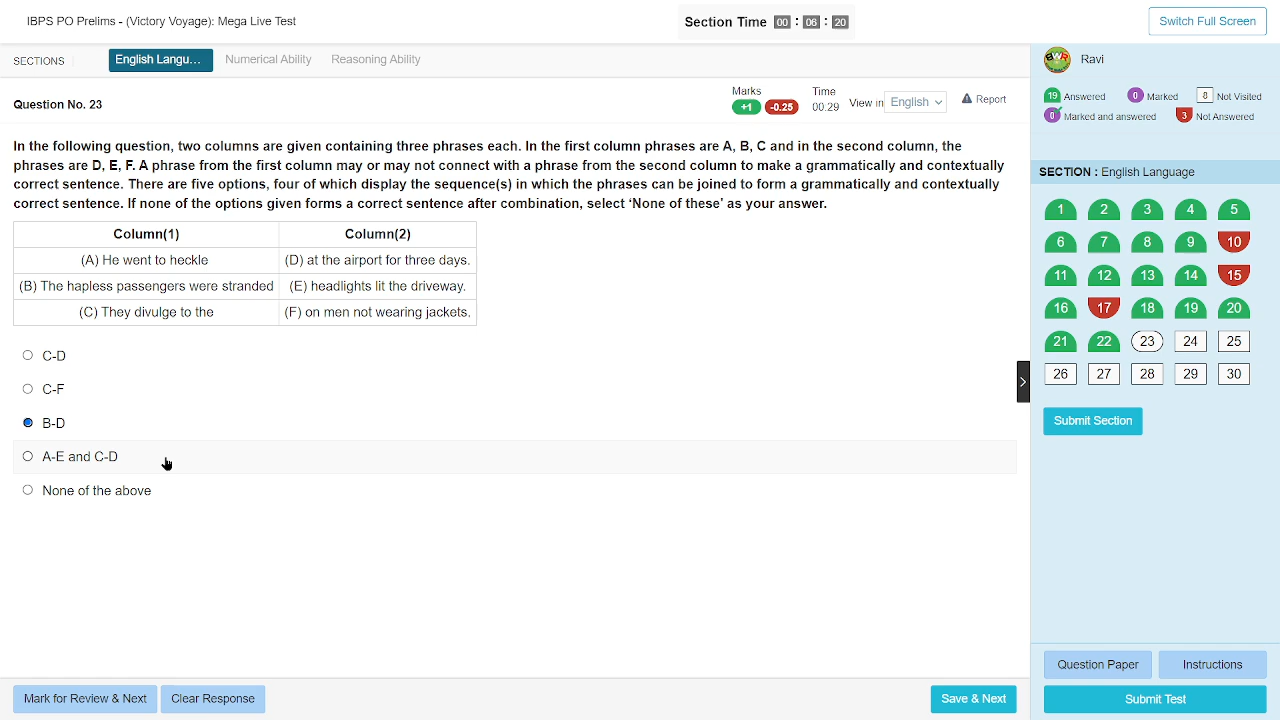 IBPS PO Prelims - (Victory Voyage): Mega Live Test
Section Time 00 : 06 : 20
Switch Full Screen
SECTIONS
English Langu...
Numerical Ability
Reasoning Ability
Ravi
Question No. 23
Marks
+1 -0.25
Time
00.29
View in English
Report
19 Answered
0 Marked
8 Not Visited
0 Marked and answered
3 Not Answered
In the following question, two columns are given containing three phrases each. In the first column phrases are A, B, C and in the second column, the
phrases are D, E, F. A phrase from the first column may or may not connect with a phrase from the second column to make a grammatically and contextually
correct sentence. There are five options, four of which display the sequence(s) in which the phrases can be joined to form a grammatically and contextually
correct sentence. If none of the options given forms a correct sentence after combination, select ‘None of these’ as your answer.
Column(1) Column(2)
(A) He went to heckle (D) at the airport for three days.
(B) The hapless passengers were stranded (E) headlights lit the driveway.
(C) They divulge to the (F) on men not wearing jackets.
C-D
C-F
B-D
A-E and C-D
None of the above
SECTION : English Language
1 2 3 4 5
6 7 8 9 10
11 12 13 14 15
16 17 18 19 20
21 22 23 24 25
26 27 28 29 30
Submit Section
Question Paper
Instructions
Mark for Review & Next
Clear Response
Save & Next
Submit Test